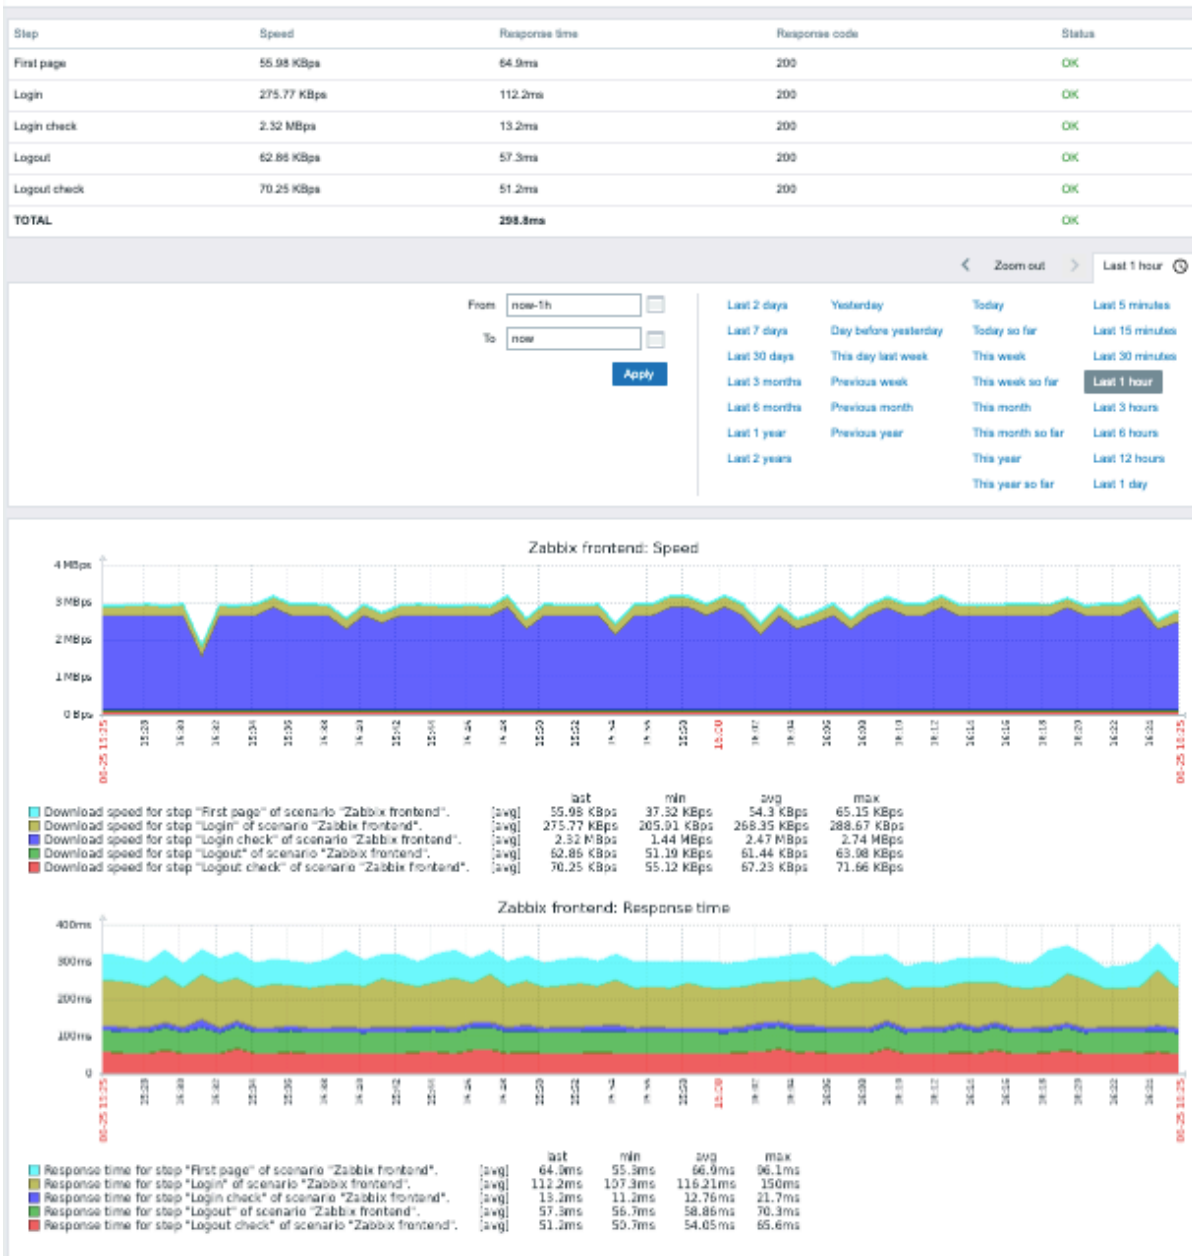 Step Speed Response time Response code Status
First page 55.98 KBps 64.9ms 200 OK
Login 275.77 KBps 112.2ms 200 OK
Login check 2.32 MBps 13.2ms 200 OK
Logout 62.86 KBps 57.3ms 200 OK
Logout check 70.25 KBps 51.2ms 200 OK
TOTAL 298.8ms OK
Zoom out Last 1 hour
From now-1h
To now
Apply
Last 2 days Yesterday Today Last 5 minutes
Last 7 days Day before yesterday Today so far Last 15 minutes
Last 30 days This day last week This week Last 30 minutes
Last 3 months Previous week This week so far Last 1 hour
Last 6 months Previous month This month Last 3 hours
Last 1 year Previous year This month so far Last 6 hours
Last 2 years This year Last 12 hours
This year so far Last 1 day
Zabbix frontend: Speed
4 MBps
3 MBps
2 MBps
1 MBps
0 Bps
last min avg max
Download speed for step "First page" of scenario "Zabbix frontend". [avg] 55.98 KBps 37.32 KBps 54.3 KBps 65.15 KBps
Download speed for step "Login" of scenario "Zabbix frontend". [avg] 275.77 KBps 205.91 KBps 268.35 KBps 288.67 KBps
Download speed for step "Login check" of scenario "Zabbix frontend". [avg] 2.32 MBps 1.44 MBps 2.47 MBps 2.74 MBps
Download speed for step "Logout" of scenario "Zabbix frontend". [avg] 62.86 KBps 51.19 KBps 61.44 KBps 63.98 KBps
Download speed for step "Logout check" of scenario "Zabbix frontend". [avg] 70.25 KBps 55.12 KBps 67.23 KBps 71.66 KBps
Zabbix frontend: Response time
400ms
300ms
200ms
100ms
0
last min avg max
Response time for step "First page" of scenario "Zabbix frontend". [avg] 64.9ms 55.3ms 66.9ms 96.1ms
Response time for step "Login" of scenario "Zabbix frontend". [avg] 112.2ms 107.3ms 116.21ms 150ms
Response time for step "Login check" of scenario "Zabbix frontend". [avg] 13.2ms 11.2ms 12.76ms 21.7ms
Response time for step "Logout" of scenario "Zabbix frontend". [avg] 57.3ms 56.7ms 58.86ms 70.3ms
Response time for step "Logout check" of scenario "Zabbix frontend". [avg] 51.2ms 50.7ms 54.05ms 65.6ms